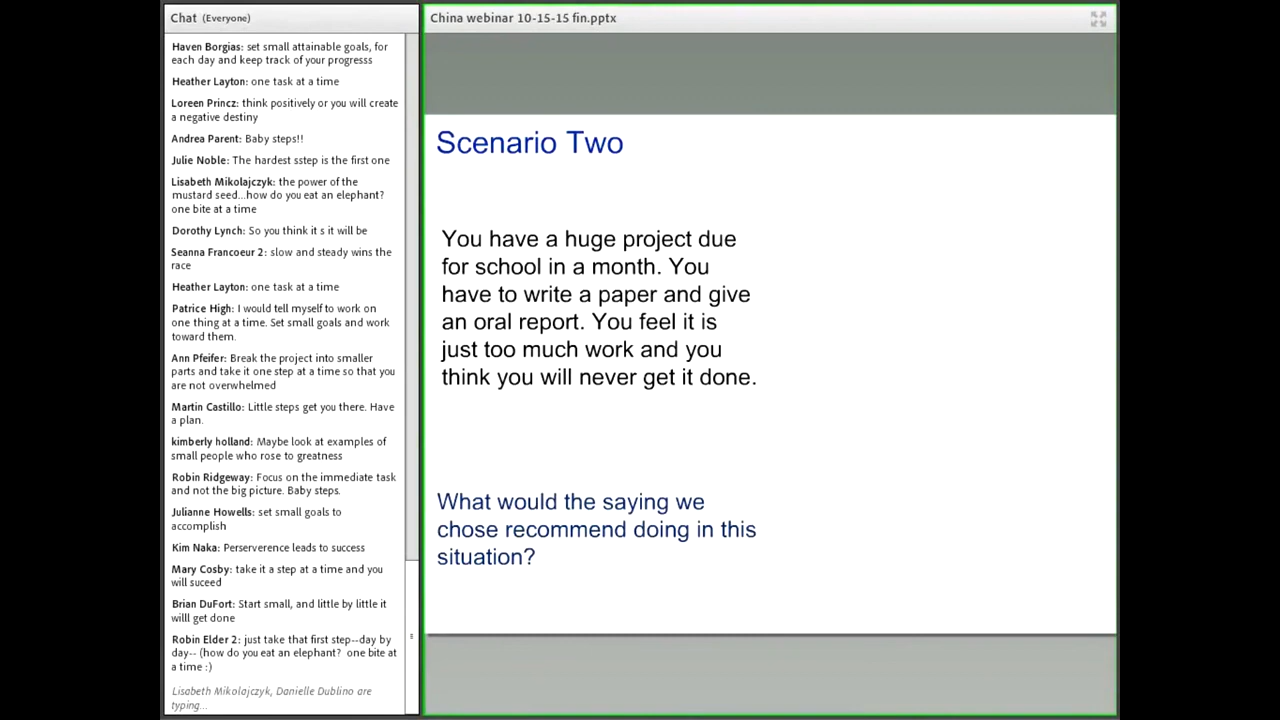 Chat (Everyone)
Haven Borgias: set small attainable goals, for
each day and keep track of your progresss
Heather Layton: one task at a time
Loreen Princz: think positively or you will create
a negative destiny
Andrea Parent: Baby steps!!
Julie Noble: The hardest sstep is the first one
Lisabeth Mikolajczyk: the power of the
mustard seed...how do you eat an elephant?
one bite at a time
Dorothy Lynch: So you think it s it will be
Seanna Francoeur 2: slow and steady wins the
race
Heather Layton: one task at a time
Patrice High: I would tell myself to work on
one thing at a time. Set small goals and work
toward them.
Ann Pfeifer: Break the project into smaller
parts and take it one step at a time so that you
are not overwhelmed
Martin Castillo: Little steps get you there. Have
a plan.
kimberly holland: Maybe look at examples of
small people who rose to greatness
Robin Ridgeway: Focus on the immediate task
and not the big picture. Baby steps.
Julianne Howells: set small goals to
accomplish
Kim Naka: Perserverence leads to success
Mary Cosby: take it a step at a time and you
will suceed
Brian DuFort: Start small, and little by little it
willl get done
Robin Elder 2: just take that first step--day by
day-- (how do you eat an elephant? one bite at
a time :)
Lisabeth Mikolajczyk, Danielle Dublino are
typing...
China webinar 10-15-15 fin.pptx
Scenario Two
You have a huge project due
for school in a month. You
have to write a paper and give
an oral report. You feel it is
just too much work and you
think you will never get it done.
What would the saying we
chose recommend doing in this
situation?